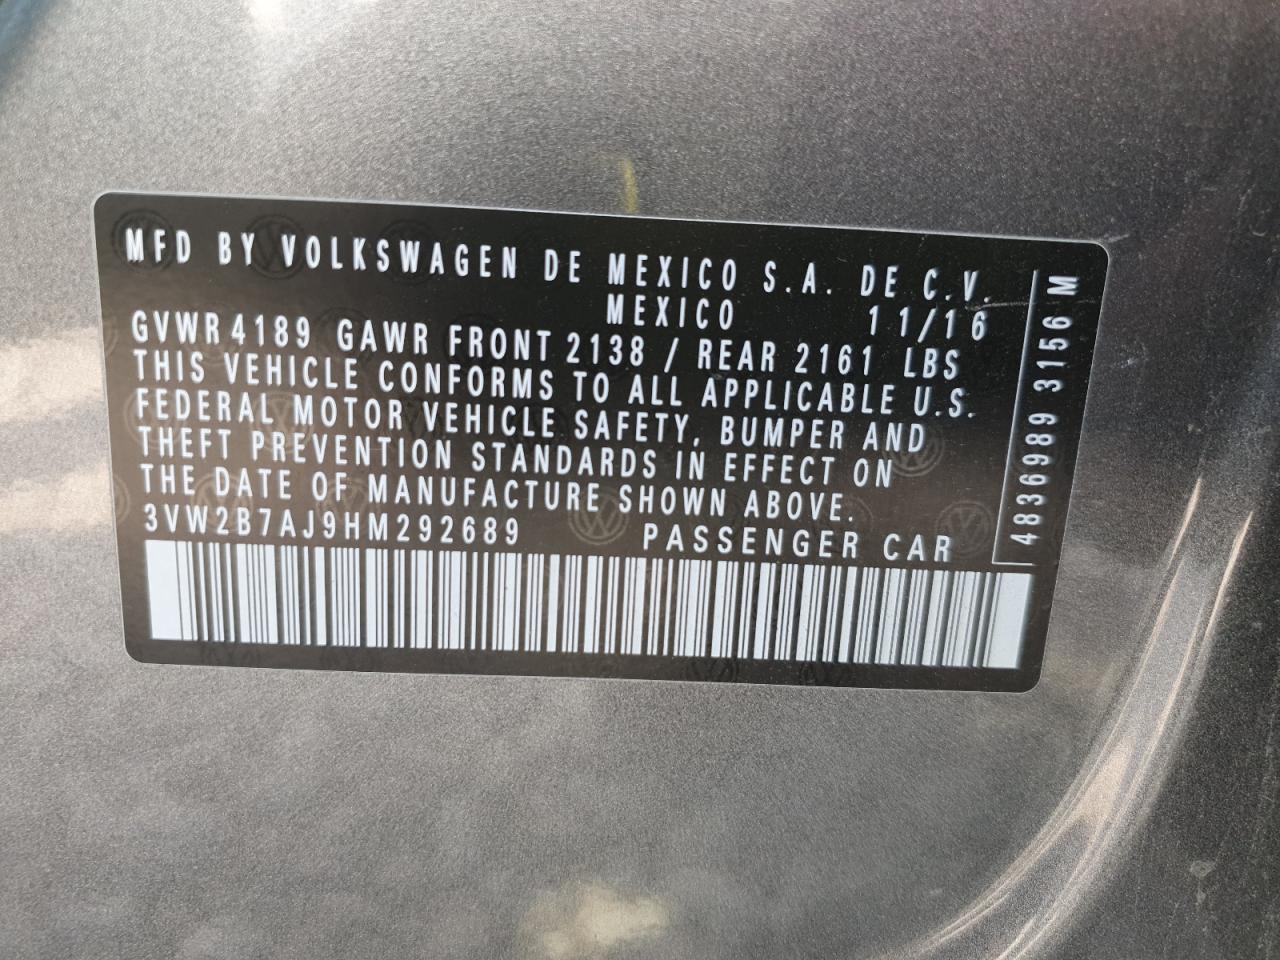 MFD BY VOLKSWAGEN DE MEXICO S.A. DE C.V.
MEXICO 11/16
GVWR 4189 GAWR FRONT 2138 / REAR 2161 LBS
THIS VEHICLE CONFORMS TO ALL APPLICABLE U.S.
FEDERAL MOTOR VEHICLE SAFETY, BUMPER AND
THEFT PREVENTION STANDARDS IN EFFECT ON
THE DATE OF MANUFACTURE SHOWN ABOVE.
3VW2B7AJ9HM292689 PASSENGER CAR
4836989 3156 M